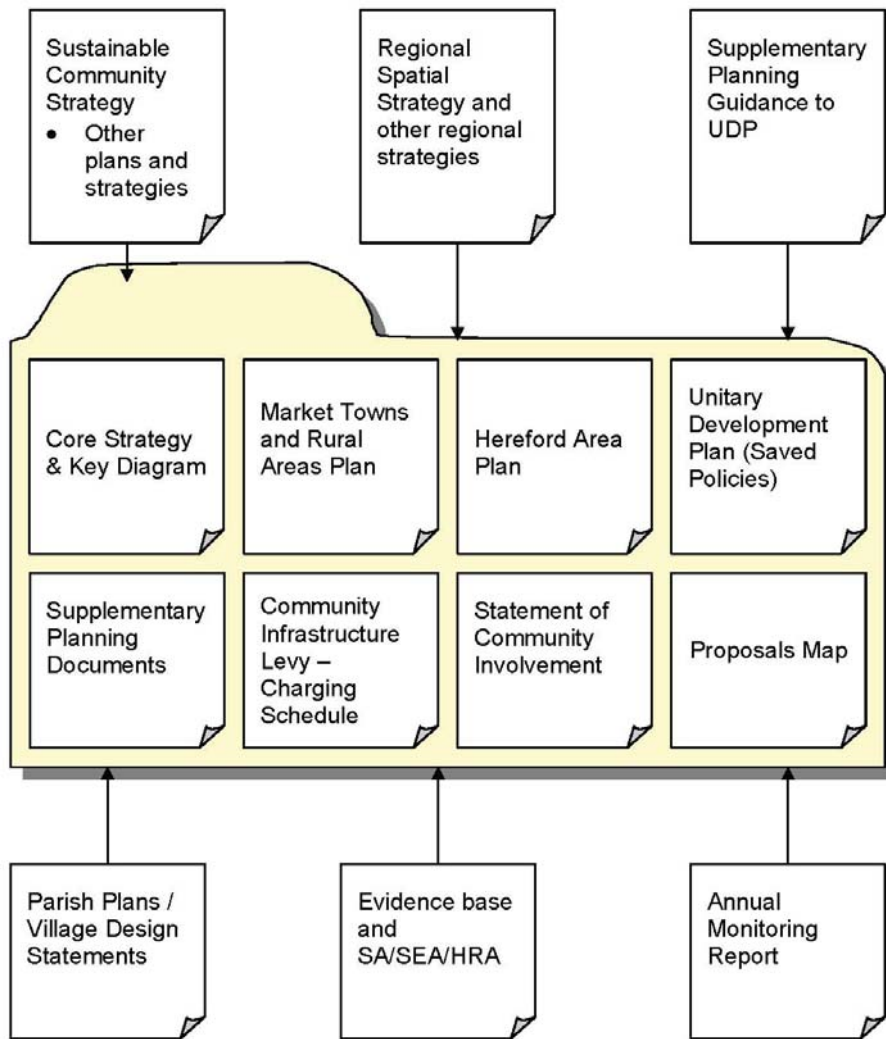 Sustainable
Community
Strategy
• Other
plans and
strategies
Regional
Spatial
Strategy and
other regional
strategies
Supplementary
Planning
Guidance to
UDP
Core Strategy
& Key Diagram
Market Towns
and Rural
Areas Plan
Hereford Area
Plan
Unitary
Development
Plan (Saved
Policies)
Supplementary
Planning
Documents
Community
Infrastructure
Levy –
Charging
Schedule
Statement of
Community
Involvement
Proposals Map
Parish Plans /
Village Design
Statements
Evidence base
and
SA/SEA/HRA
Annual
Monitoring
Report